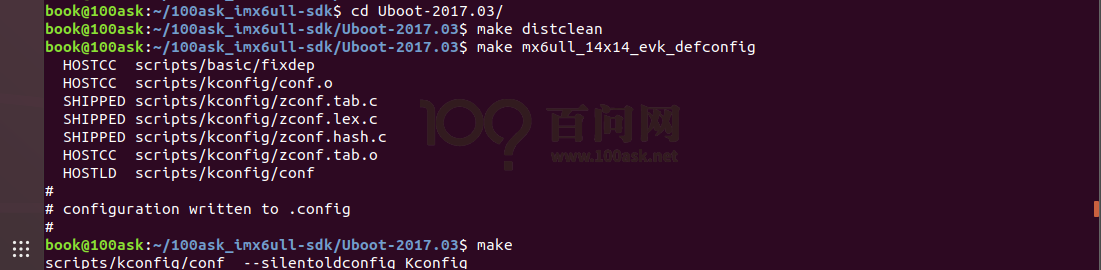 book@100ask:~/100ask_imx6ull-sdk$ cd Uboot-2017.03/
book@100ask:~/100ask_imx6ull-sdk/Uboot-2017.03$ make distclean
book@100ask:~/100ask_imx6ull-sdk/Uboot-2017.03$ make mx6ull_14x14_evk_defconfig
  HOSTCC  scripts/basic/fixdep
  HOSTCC  scripts/kconfig/conf.o
  SHIPPED scripts/kconfig/zconf.tab.c
  SHIPPED scripts/kconfig/zconf.lex.c
  SHIPPED scripts/kconfig/zconf.hash.c
  HOSTCC  scripts/kconfig/zconf.tab.o
  HOSTLD  scripts/kconfig/conf
#
# configuration written to .config
#
book@100ask:~/100ask_imx6ull-sdk/Uboot-2017.03$ make
scripts/kconfig/conf  --silentoldconfig Kconfig
100 百问网
www.100ask.net